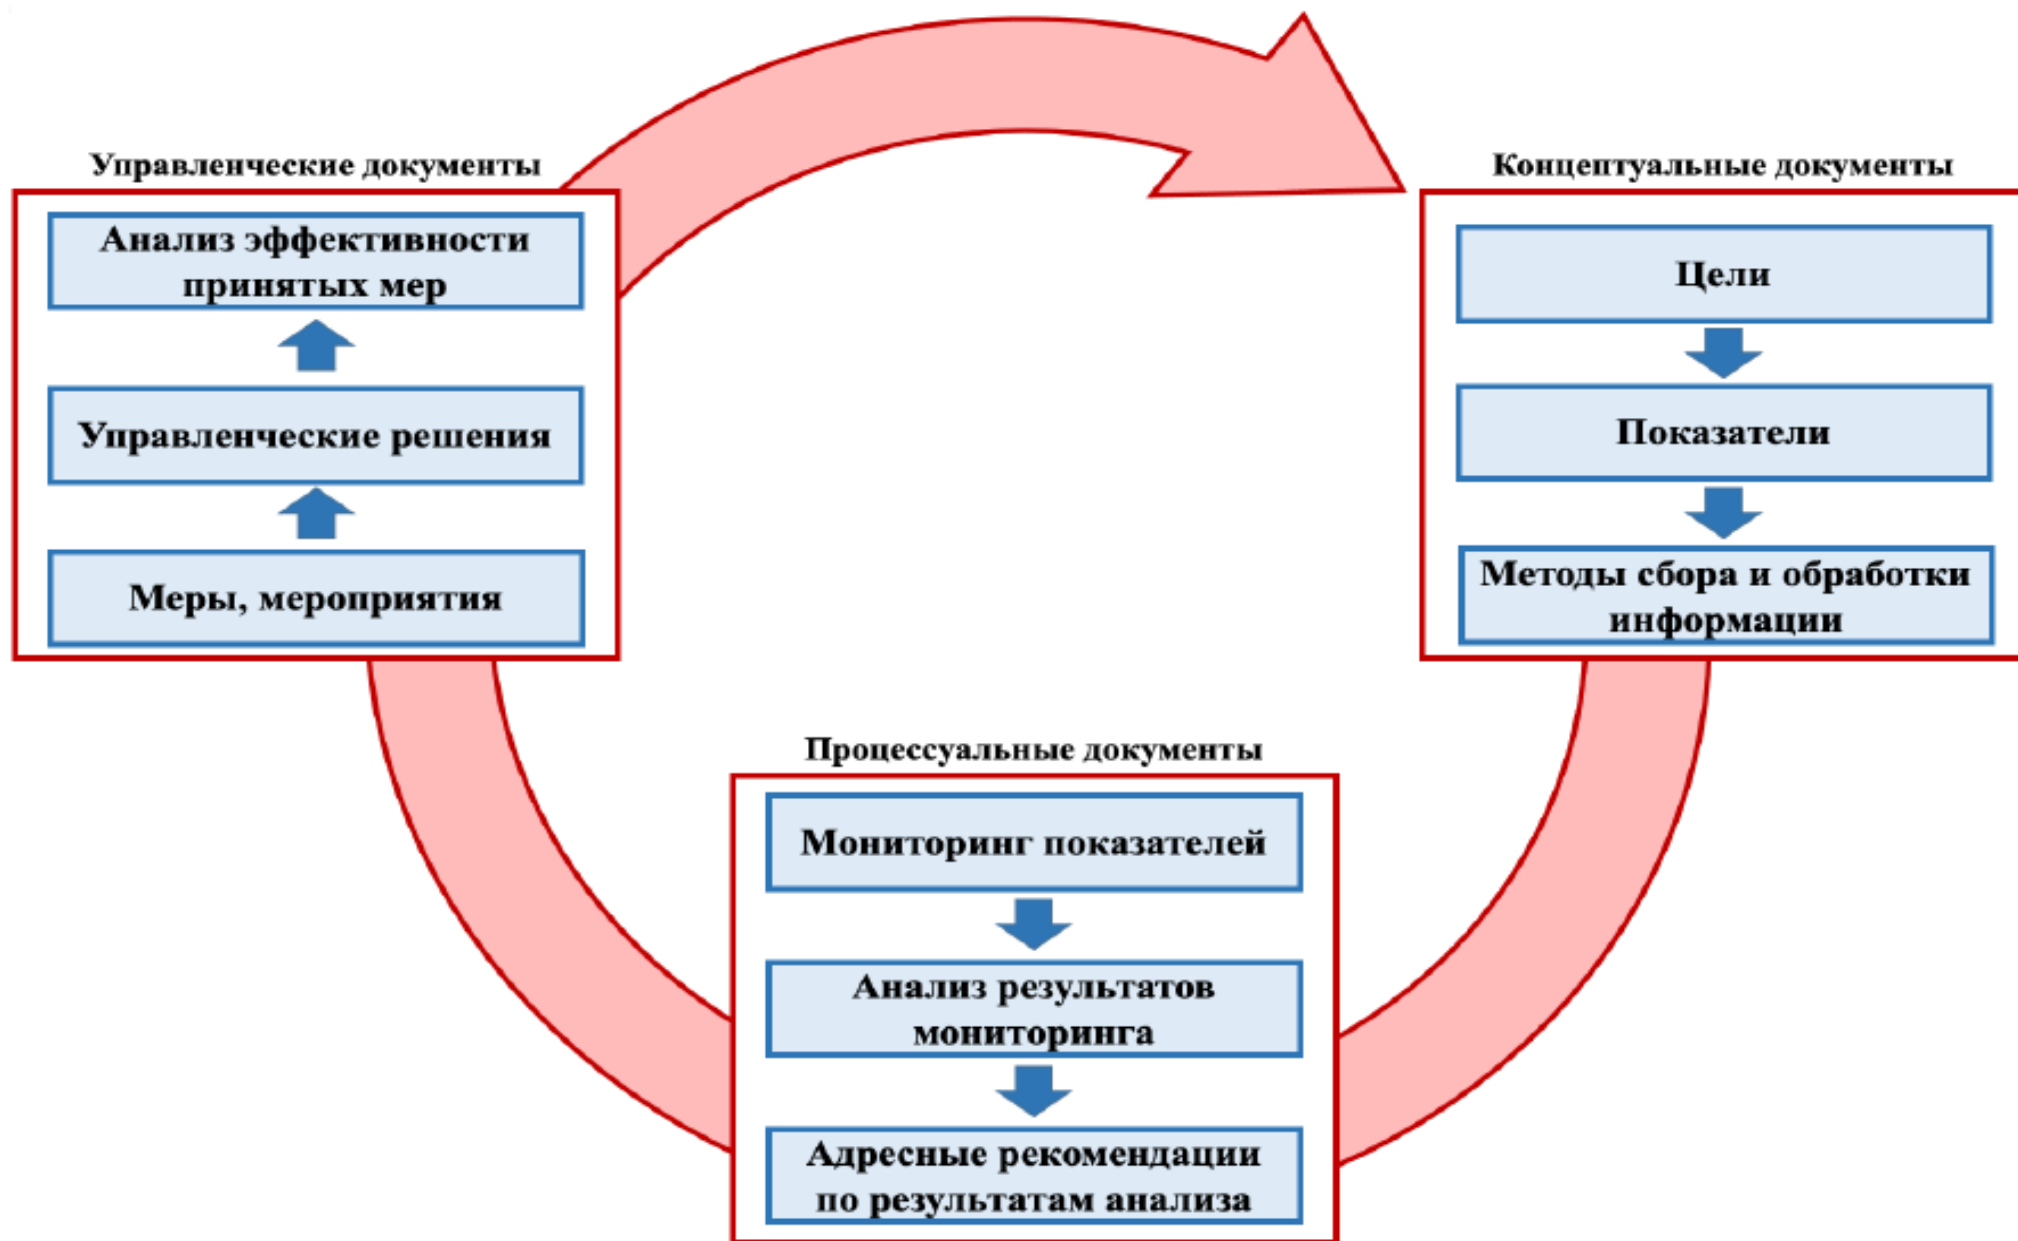 Управленческие документы
Анализ эффективности
принятых мер
Управленческие решения
Меры, мероприятия
Концептуальные документы
Цели
Показатели
Методы сбора и обработки
информации
Процессуальные документы
Мониторинг показателей
Анализ результатов
мониторинга
Адресные рекомендации
по результатам анализа